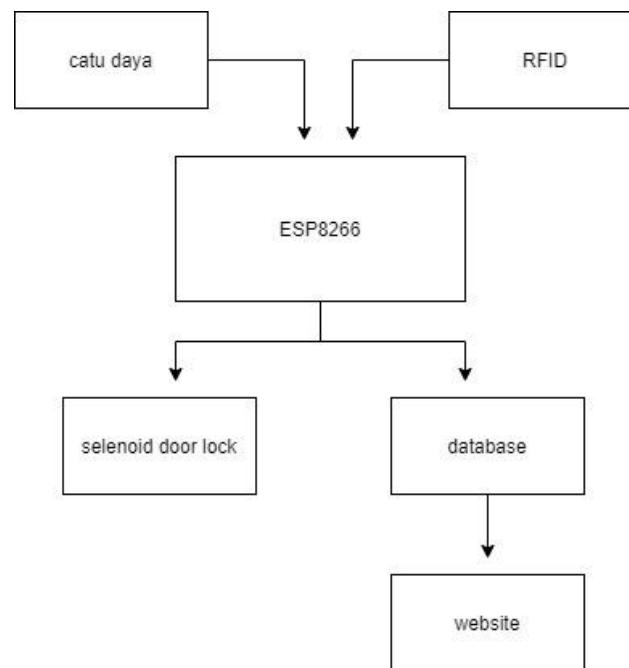 catu daya
RFID
ESP8266
selenoid door lock
database
website